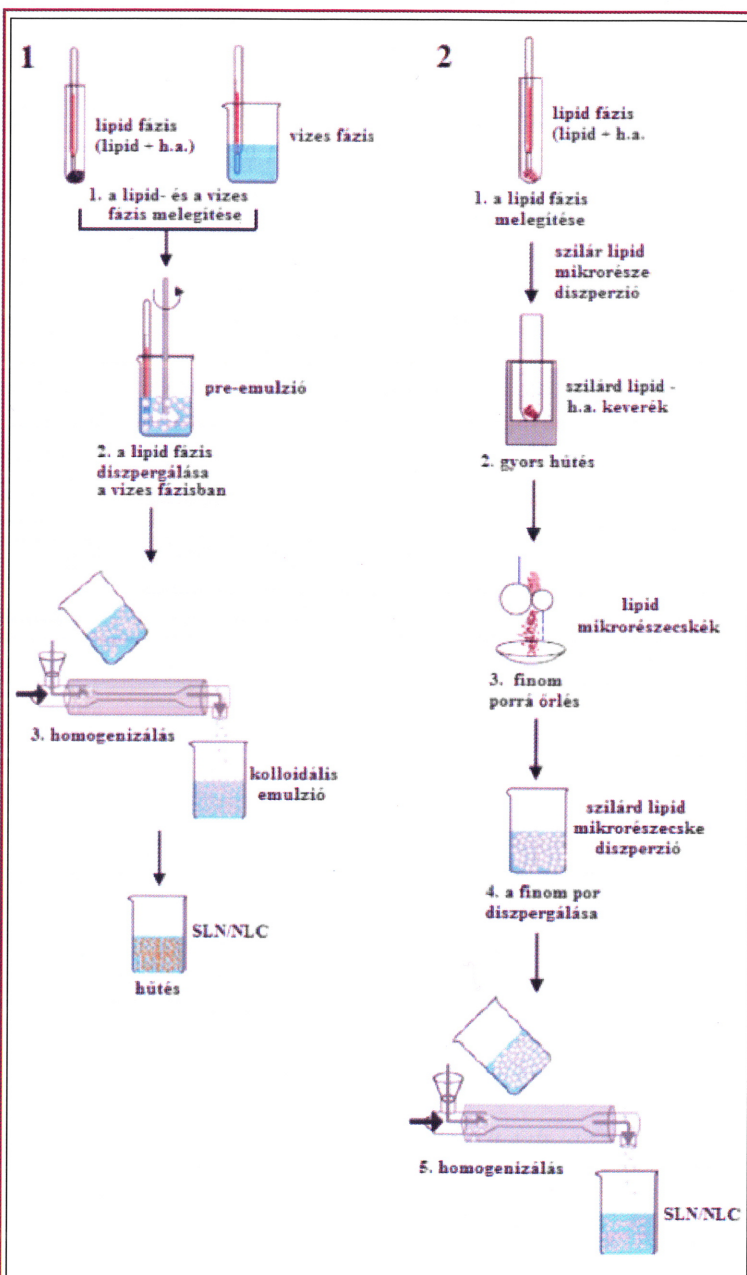 1
lipid fázis
(lipid + h.a.)
vizes fázis
1. a lipid- és a vizes
fázis melegítése
pre-emulzió
2. a lipid fázis
diszpergálása
a vizes fázisban
3. homogenizálás
kolloidális
emulzió
SLN/NLC
hűtés
2
lipid fázis
(lipid + h.a.
1. a lipid fázis
melegítése
szilár lipid
mikrorésze
diszperzió
szilárd lipid -
h.a. keverék
2. gyors hűtés
lipid
mikrorészecskék
3. finom
porrá őrlés
szilárd lipid
mikrorészecske
diszperzió
4. a finom por
diszpergálása
5. homogenizálás
SLN/NLC